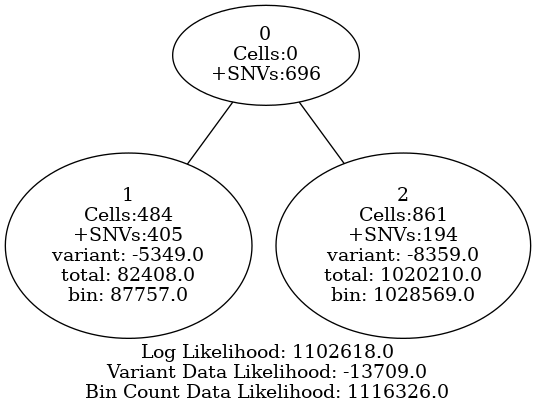 0
Cells:0
+SNVs:696
1
Cells:484
+SNVs:405
variant: -5349.0
total: 82408.0
bin: 87757.0
2
Cells:861
+SNVs:194
variant: -8359.0
total: 1020210.0
bin: 1028569.0
Log Likelihood: 1102618.0
Variant Data Likelihood: -13709.0
Bin Count Data Likelihood: 1116326.0